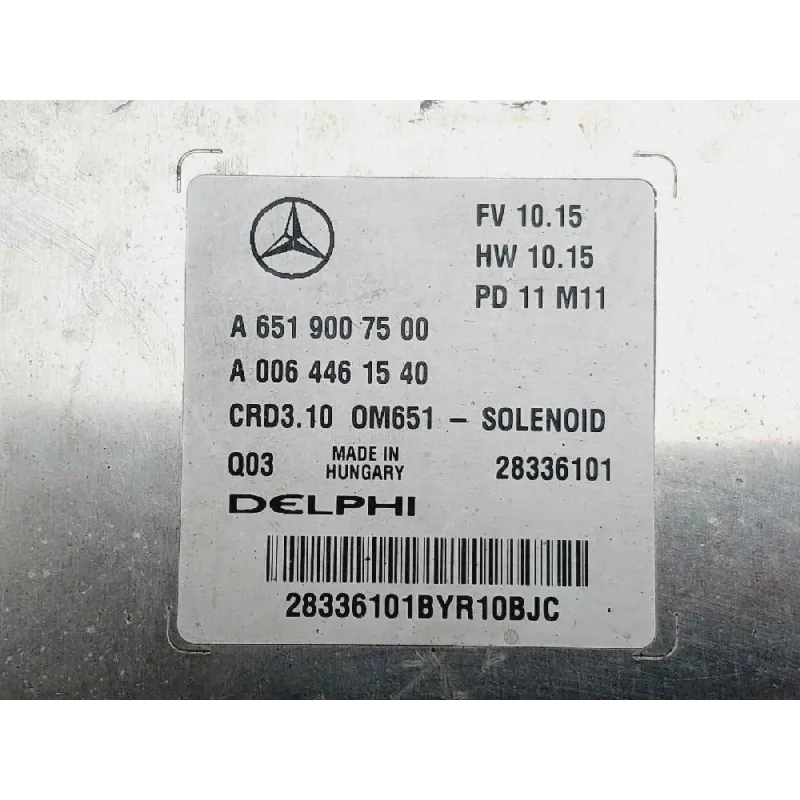 FV 10.15
HW 10.15
PD 11 M11
A 651 900 75 00
A 006 446 15 40
CRD3.10 OM651 – SOLENOID
Q03 MADE IN HUNGARY 28336101
DELPHI
28336101BYR10BJC